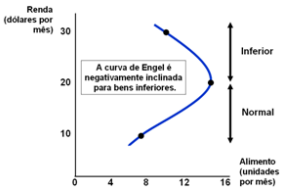 Renda
(dólares por
mês)
30
Inferior
A curva de Engel é
negativamente inclinada
para bens inferiores.
20
Normal
10
Alimento
(unidades
por mês)
0
4
8
12
16